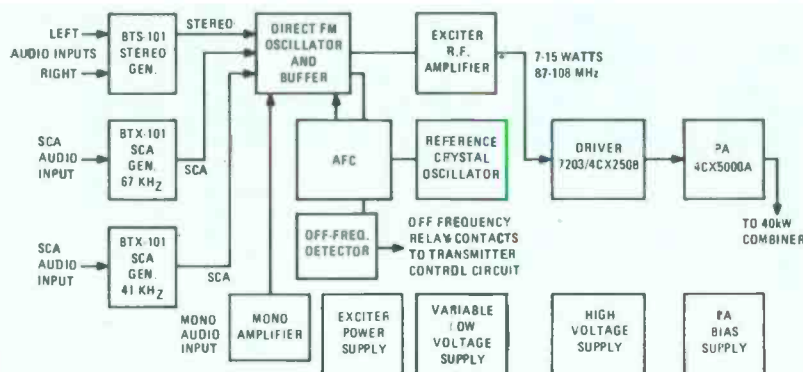 LEFT
AUDIO INPUTS
RIGHT
BTS-101
STEREO
GEN.
STEREO
DIRECT FM
OSCILLATOR
AND
BUFFER
EXCITER
R.F.
AMPLIFIER
7-15 WATTS
87-108 MHz
SCA
AUDIO
INPUT
BTX-101
SCA
GEN.
67 KHZ
SCA
AFC
REFERENCE
CRYSTAL
OSCILLATOR
DRIVER
7203/4CX250B
PA
4CX5000A
TO 40kW
COMBINER
SCA
AUDIO
INPUT
BTX-101
SCA
GEN.
41 KHZ
SCA
OFF-FREQ.
DETECTOR
OFF FREQUENCY
RELAY CONTACTS
TO TRANSMITTER
CONTROL CIRCUIT
MONO
AUDIO
INPUT
MONO
AMPLIFIER
EXCITER
POWER
SUPPLY
VARIABLE
LOW
VOLTAGE
SUPPLY
HIGH
VOLTAGE
SUPPLY
PA
BIAS
SUPPLY